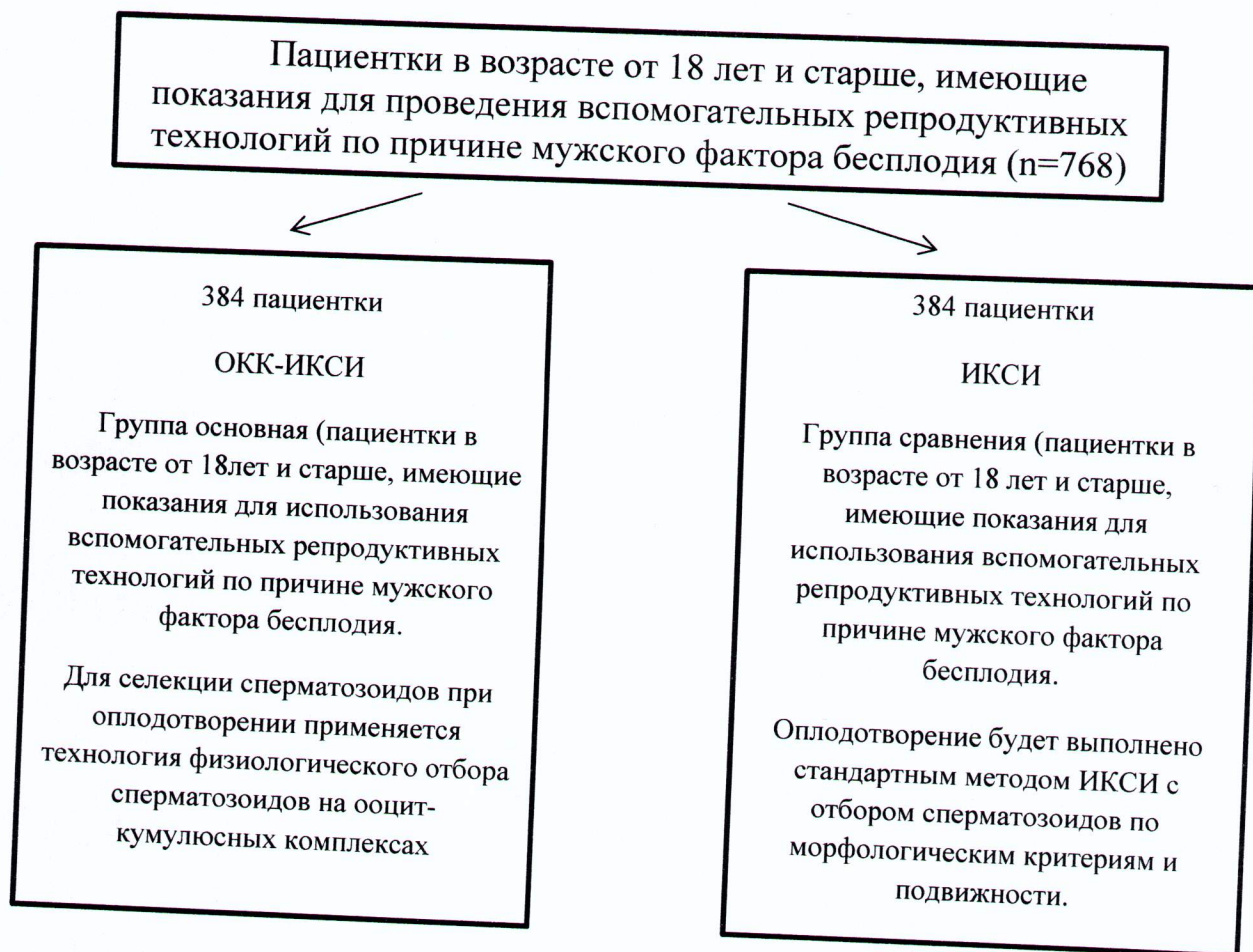 Пациентки в возрасте от 18 лет и старше, имеющие
показания для проведения вспомогательных репродуктивных
технологий по причине мужского фактора бесплодия (n=768)
384 пациентки
ОКК-ИКСИ
Группа основная (пациентки в
возрасте от 18лет и старше, имеющие
показания для использования
вспомогательных репродуктивных
технологий по причине мужского
фактора бесплодия.
Для селекции сперматозоидов при
оплодотворении применяется
технология физиологического отбора
сперматозоидов на ооцит-
кумулюсных комплексах
384 пациентки
ИКСИ
Группа сравнения (пациентки в
возрасте от 18 лет и старше,
имеющие показания для
использования вспомогательных
репродуктивных технологий по
причине мужского фактора
бесплодия.
Оплодотворение будет выполнено
стандартным методом ИКСИ с
отбором сперматозоидов по
морфологическим критериям и
подвижности.